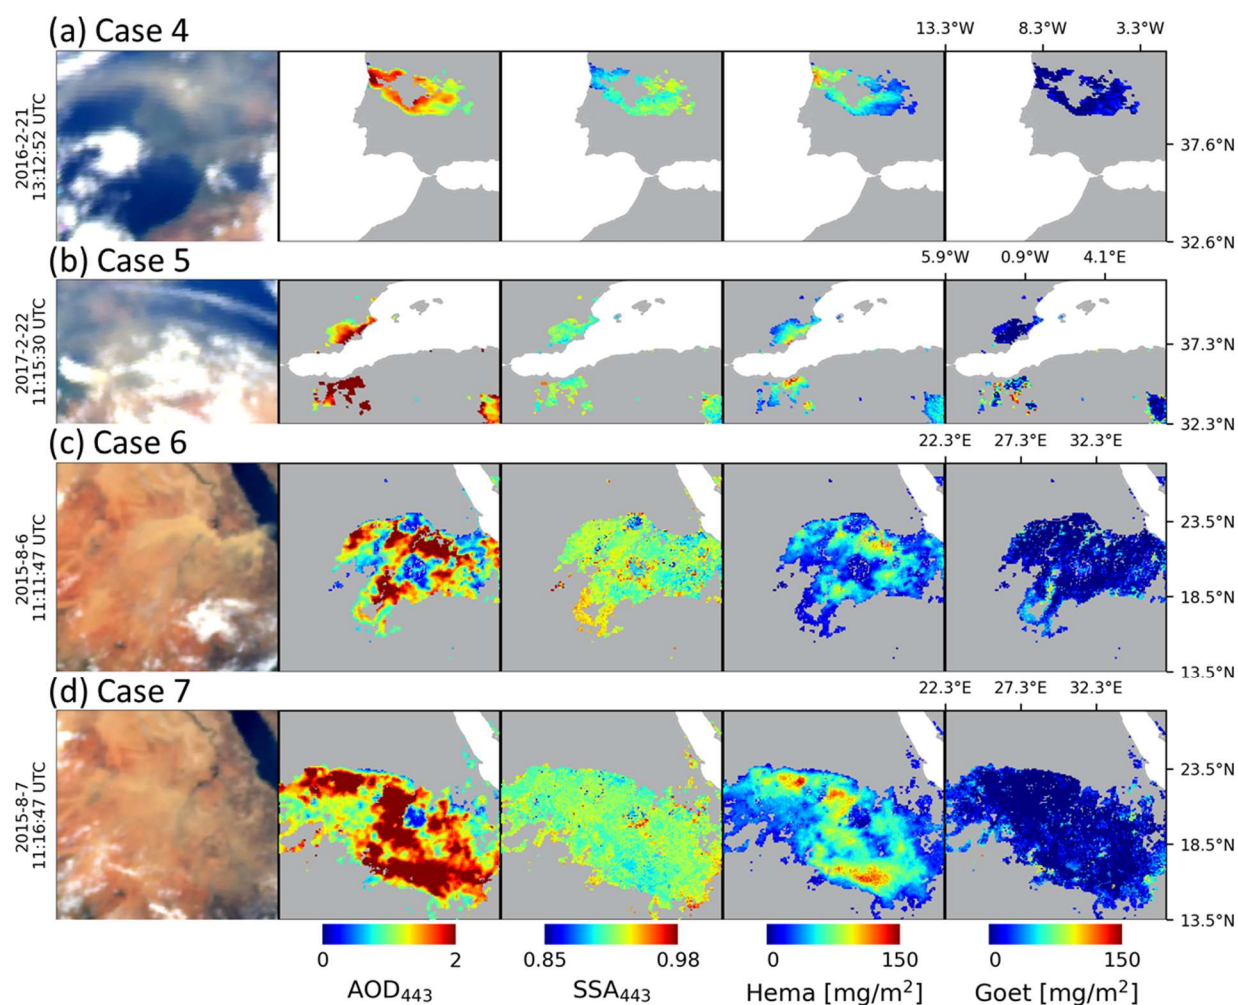 (a) Case 4
13.3°W 8.3°W 3.3°W
2016-2-21
13:12:52 UTC
37.6°N
32.6°N
(b) Case 5
5.9°W 0.9°W 4.1°E
2017-2-22
11:15:30 UTC
37.3°N
32.3°N
(c) Case 6
22.3°E 27.3°E 32.3°E
2015-8-6
11:11:47 UTC
23.5°N
18.5°N
13.5°N
(d) Case 7
22.3°E 27.3°E 32.3°E
2015-8-7
11:16:47 UTC
23.5°N
18.5°N
13.5°N
0 2 0.85 0.98 0 150 0 150
AOD₄₄₃ SSA₄₄₃ Hema [mg/m²] Goet [mg/m²]